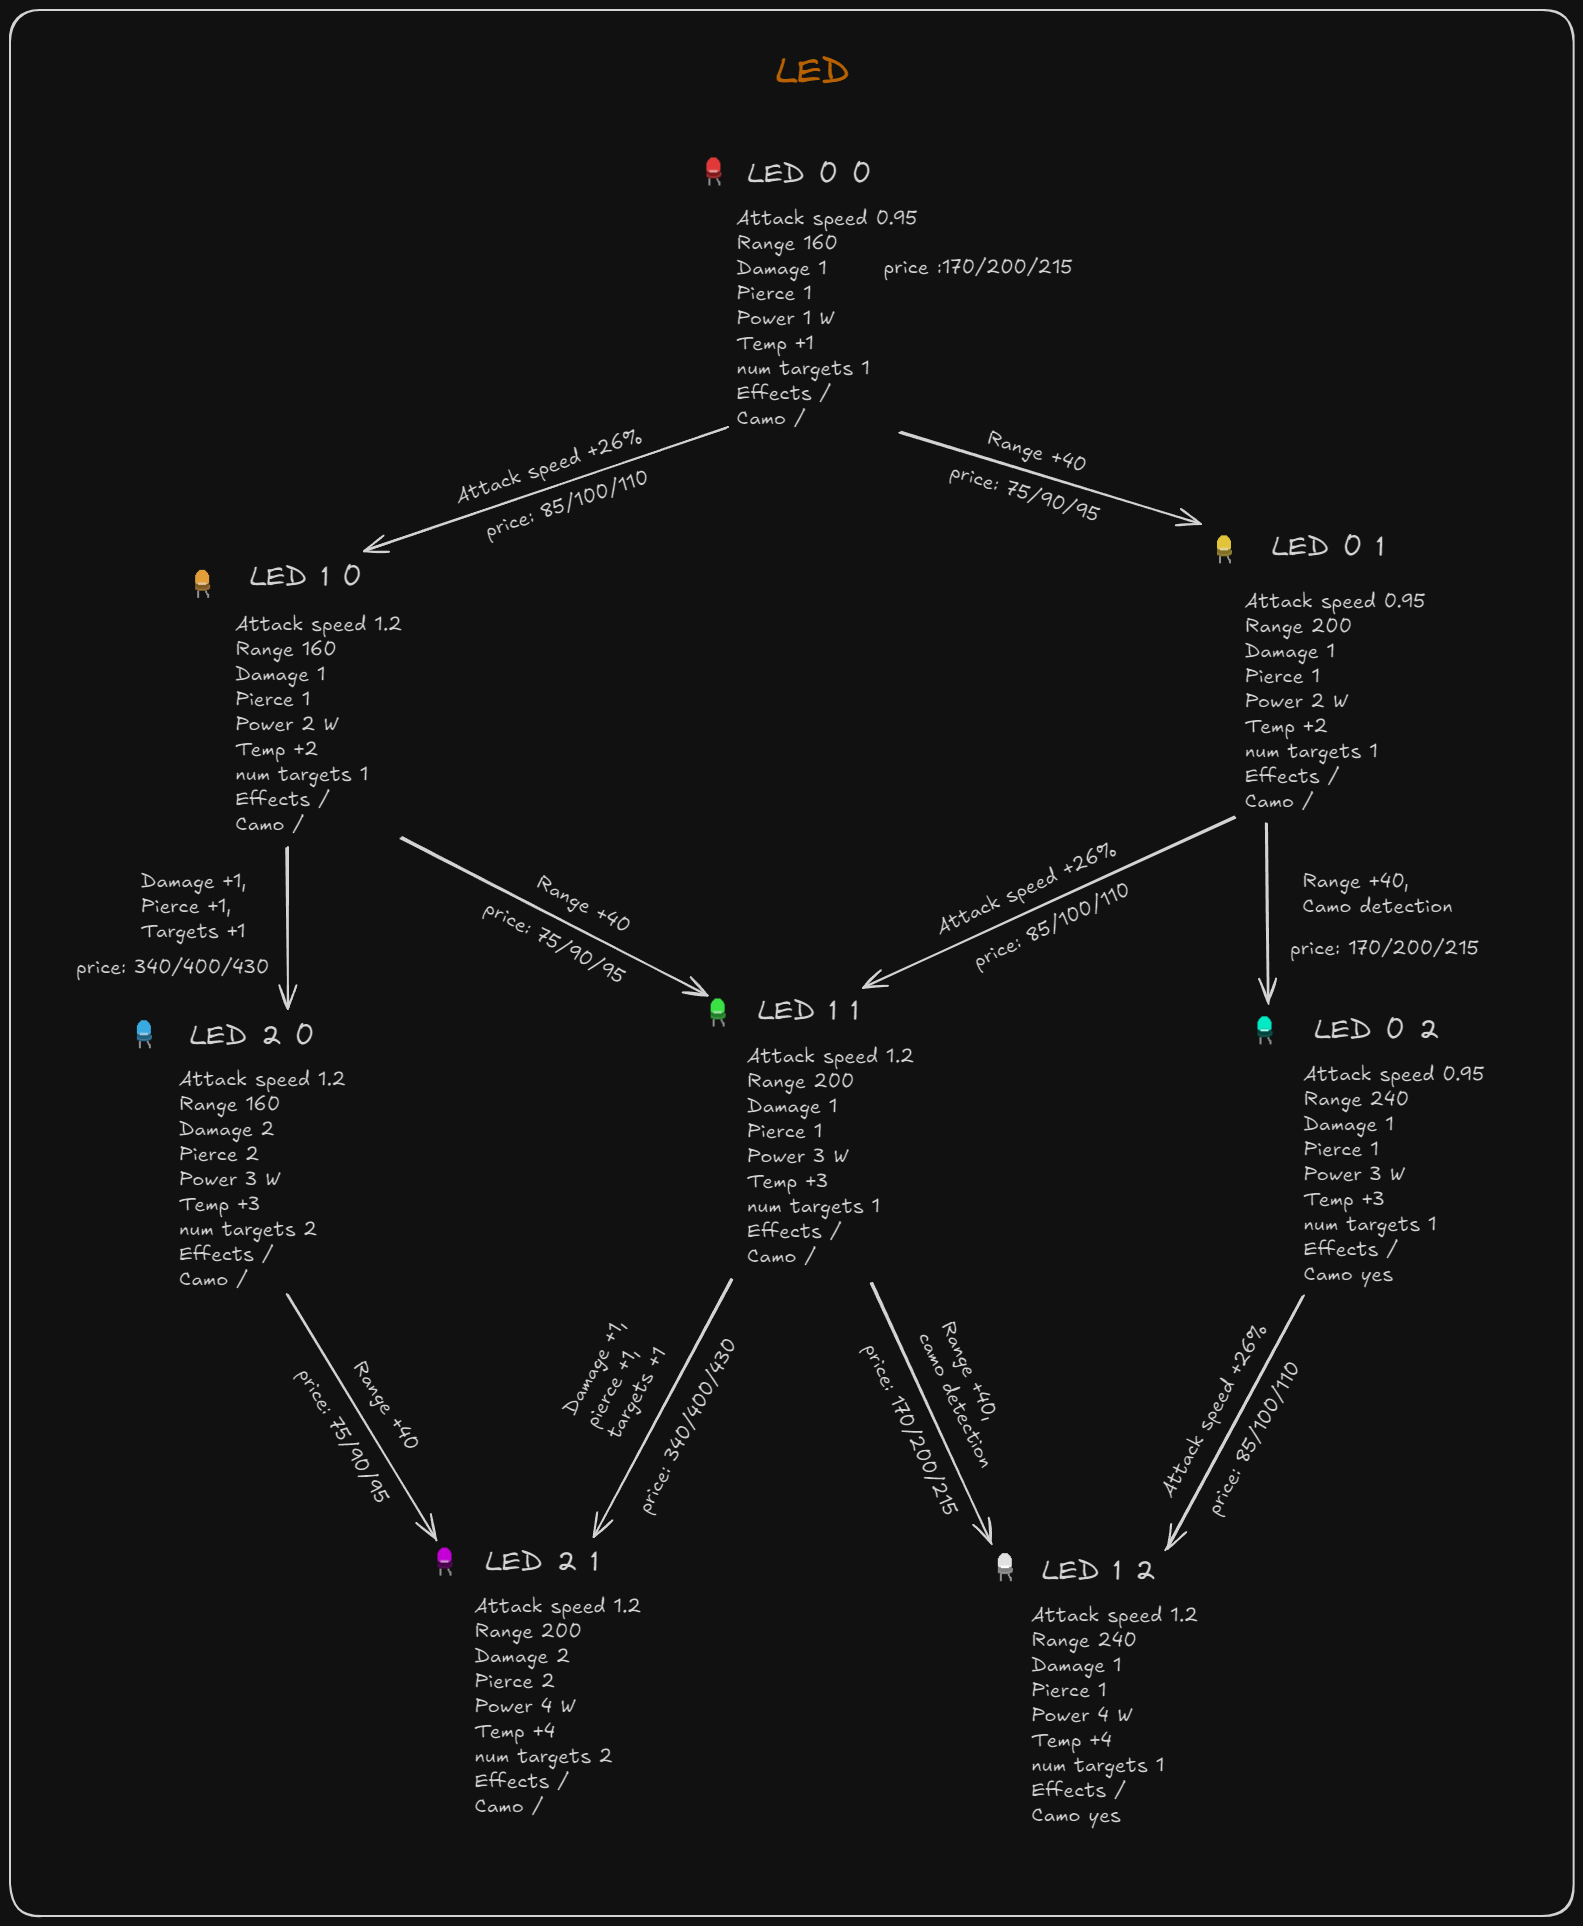 LED
LED 0 0
Attack speed 0.95
Range 160
Damage 1
price :170/200/215
Pierce 1
Power 1 W
Temp +1
num targets 1
Effects /
Camo /
Attack speed +26%
price: 85/100/110
Range +40
price: 75/90/95
LED 1 0
Attack speed 1.2
Range 160
Damage 1
Pierce 1
Power 2 W
Temp +2
num targets 1
Effects /
Camo /
LED 0 1
Attack speed 0.95
Range 200
Damage 1
Pierce 1
Power 2 W
Temp +2
num targets 1
Effects /
Camo /
Damage +1,
Pierce +1,
Targets +1
price: 340/400/430
Range +40
price: 75/90/95
Attack speed +26%
price: 85/100/110
Range +40,
Camo detection
price: 170/200/215
LED 2 0
Attack speed 1.2
Range 160
Damage 2
Pierce 2
Power 3 W
Temp +3
num targets 2
Effects /
Camo /
LED 1 1
Attack speed 1.2
Range 200
Damage 1
Pierce 1
Power 3 W
Temp +3
num targets 1
Effects /
Camo /
LED 0 2
Attack speed 0.95
Range 240
Damage 1
Pierce 1
Power 3 W
Temp +3
num targets 1
Effects /
Camo yes
Range +40
price: 75/90/95
Damage +1,
pierce +1,
targets +1
price: 340/400/430
Range +40,
camo detection
price: 170/200/215
Attack speed +26%
price: 85/100/110
LED 2 1
Attack speed 1.2
Range 200
Damage 2
Pierce 2
Power 4 W
Temp +4
num targets 2
Effects /
Camo /
LED 1 2
Attack speed 1.2
Range 240
Damage 1
Pierce 1
Power 4 W
Temp +4
num targets 1
Effects /
Camo yes